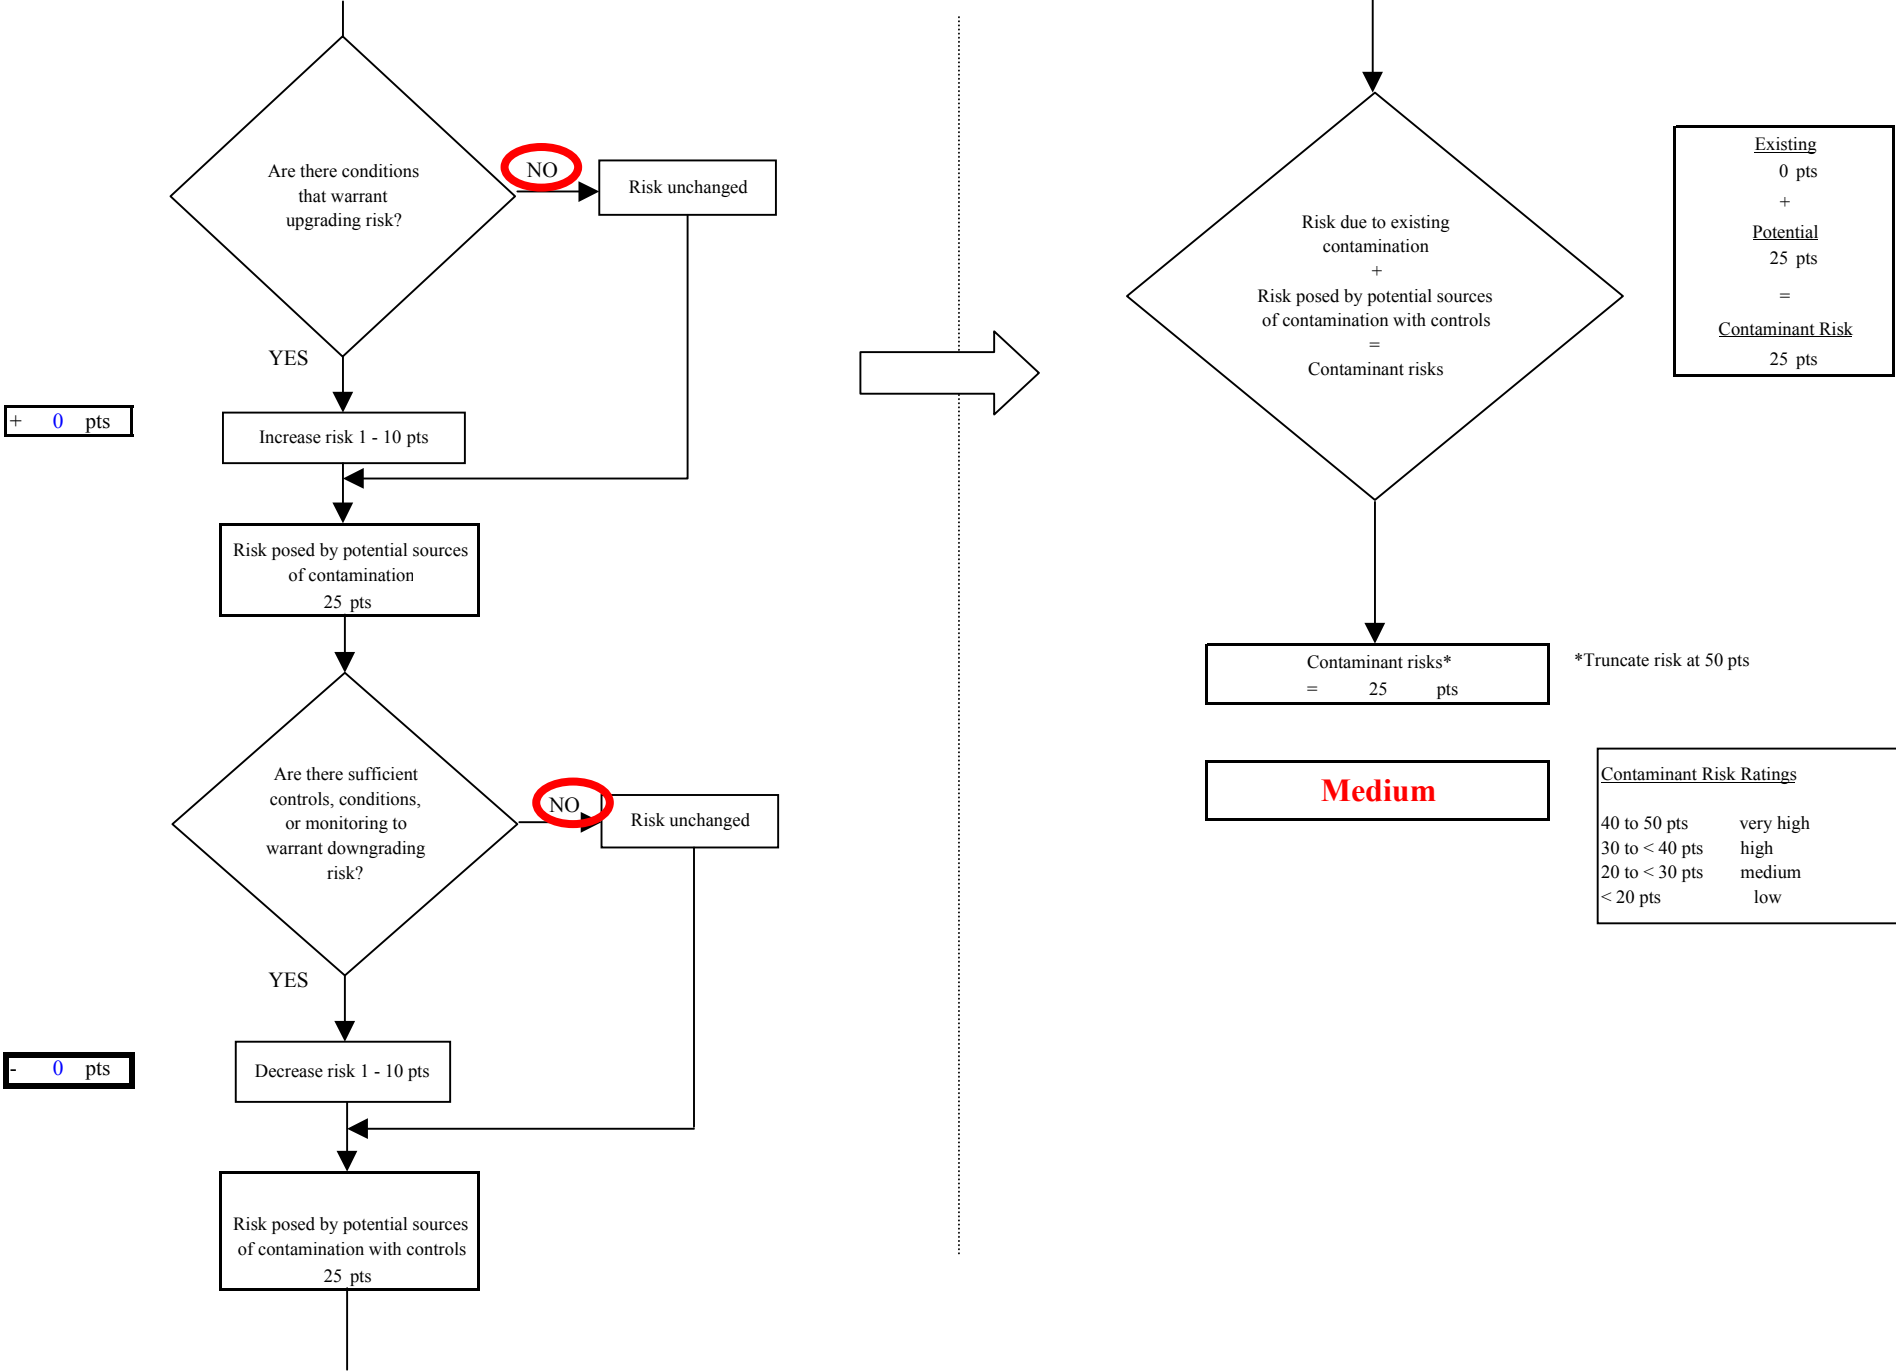 Are there conditions
that warrant
upgrading risk?
NO
Risk unchanged
YES
+ 0 pts
Increase risk 1 - 10 pts
Risk posed by potential sources
of contamination
25 pts
Are there sufficient
controls, conditions,
or monitoring to
warrant downgrading
risk?
NO
Risk unchanged
YES
- 0 pts
Decrease risk 1 - 10 pts
Risk posed by potential sources
of contamination with controls
25 pts
Risk due to existing
contamination
+
Risk posed by potential sources
of contamination with controls
=
Contaminant risks
Existing
0 pts
+
Potential
25 pts
=
Contaminant Risk
25 pts
Contaminant risks*
= 25 pts
*Truncate risk at 50 pts
Medium
Contaminant Risk Ratings
40 to 50 pts very high
30 to < 40 pts high
20 to < 30 pts medium
< 20 pts low